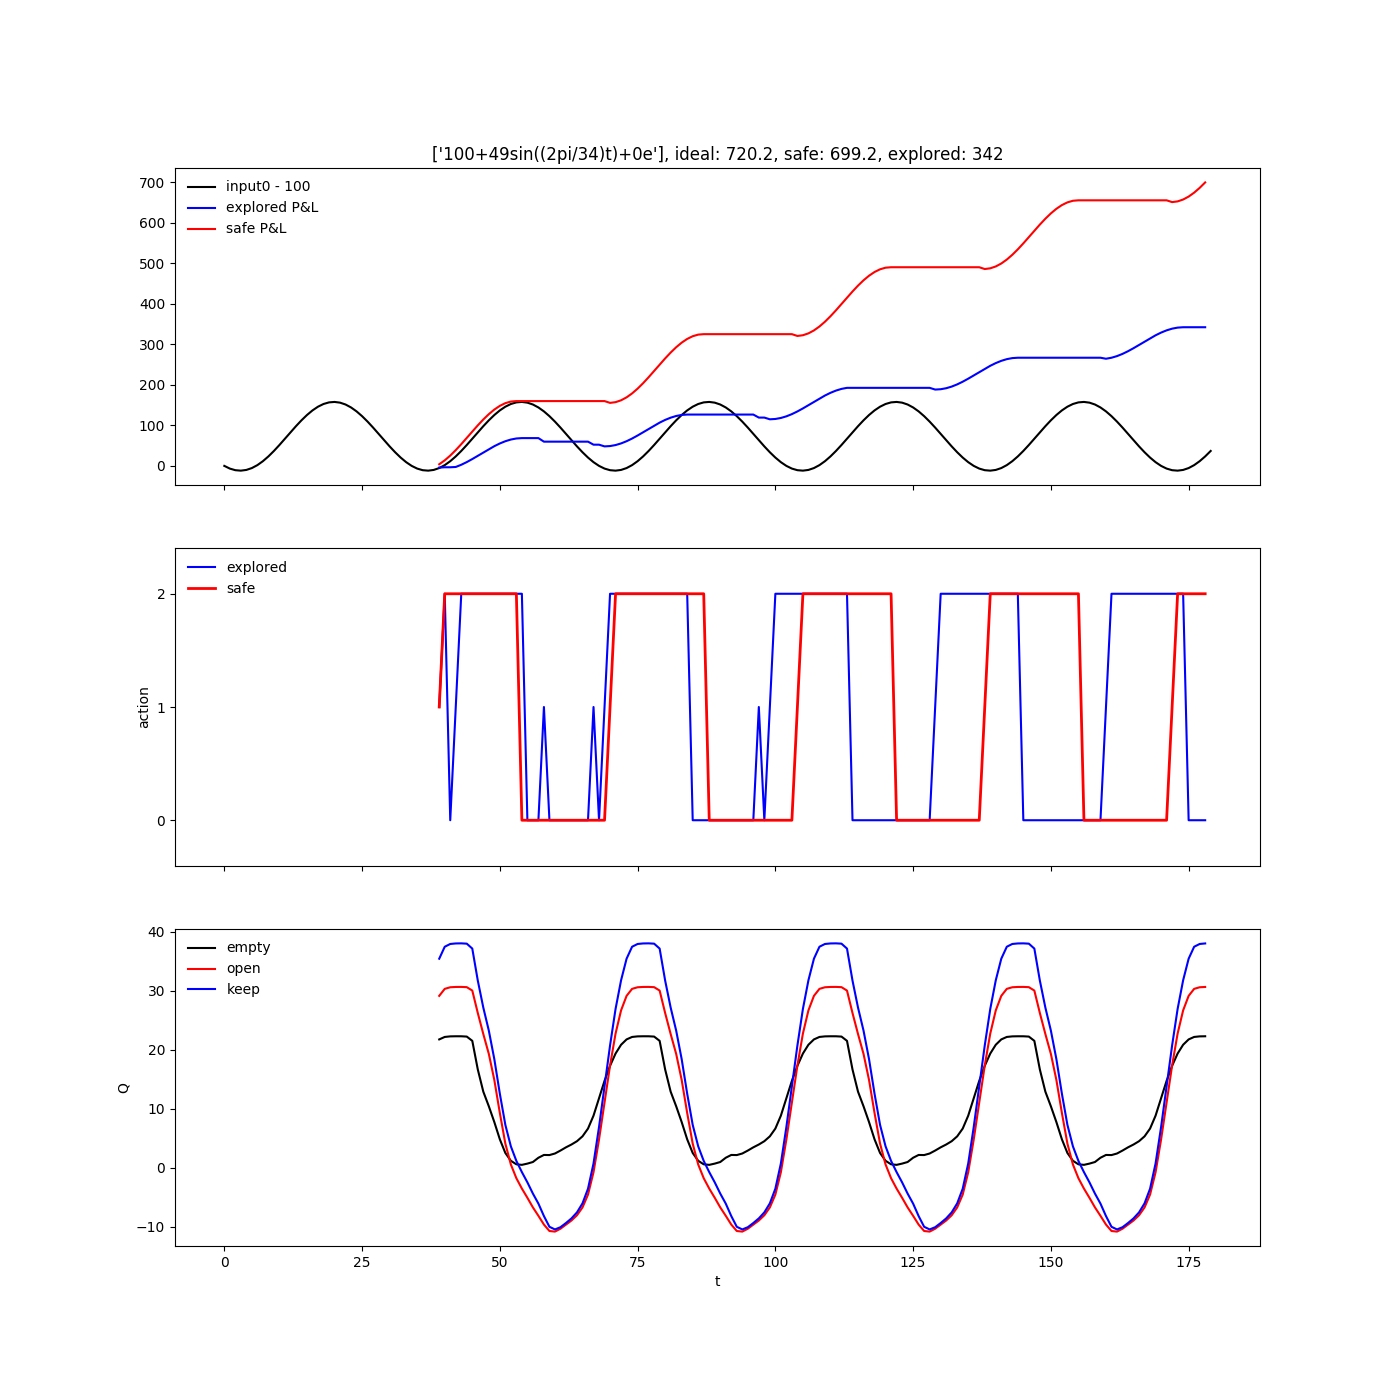 ['100+49sin((2pi/34)t)+0e'], ideal: 720.2, safe: 699.2, explored: 342
700
600
500
400
300
200
100
0
input0 - 100
explored P&L
safe P&L
action
2
1
0
explored
safe
Q
40
30
20
10
0
−10
empty
open
keep
0 25 50 75 100 125 150 175
t